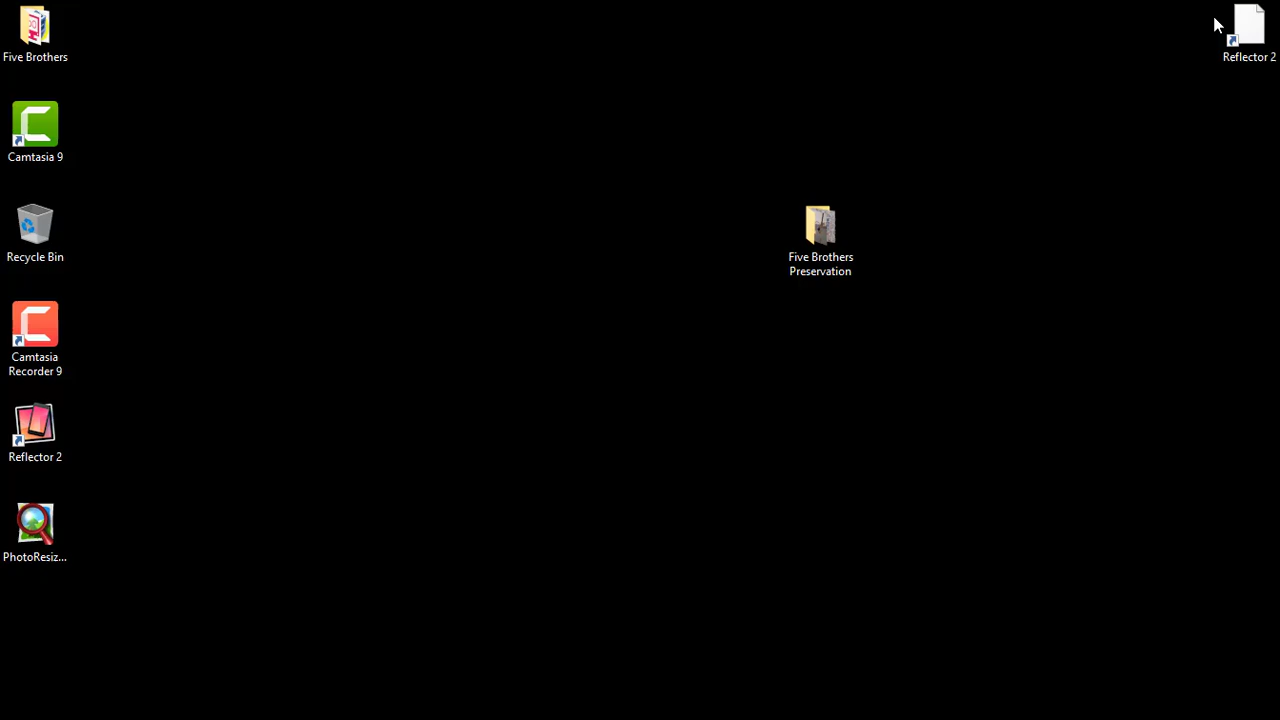 Five Brothers
Reflector 2
Camtasia 9
Recycle Bin
Five Brothers
Preservation
Camtasia
Recorder 9
Reflector 2
PhotoResiz...